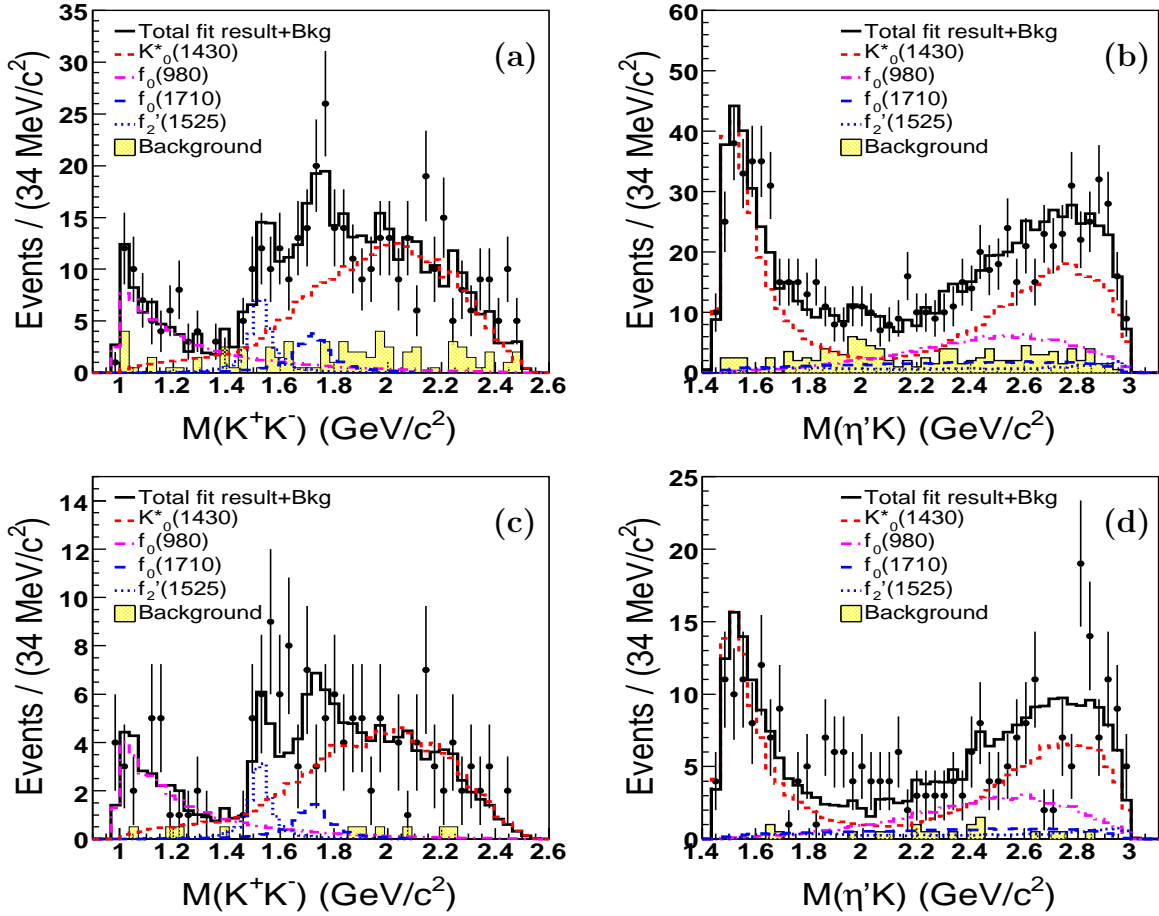 Events / (34 MeV/c²)
35
30
25
20
15
10
5
0
Total fit result+Bkg
K*₀(1430)
f₀(980)
f₀(1710)
f₂'(1525)
Background
(a)
1 1.2 1.4 1.6 1.8 2 2.2 2.4 2.6
M(K⁺K⁻) (GeV/c²)
Events / (34 MeV/c²)
60
50
40
30
20
10
0
Total fit result+Bkg
K*₀(1430)
f₀(980)
f₀(1710)
f₂'(1525)
Background
(b)
1.4 1.6 1.8 2 2.2 2.4 2.6 2.8 3
M(η'K) (GeV/c²)
Events / (34 MeV/c²)
14
12
10
8
6
4
2
0
Total fit result+Bkg
K*₀(1430)
f₀(980)
f₀(1710)
f₂'(1525)
Background
(c)
1 1.2 1.4 1.6 1.8 2 2.2 2.4 2.6
M(K⁺K⁻) (GeV/c²)
Events / (34 MeV/c²)
25
20
15
10
5
0
Total fit result+Bkg
K*₀(1430)
f₀(980)
f₀(1710)
f₂'(1525)
Background
(d)
1.4 1.6 1.8 2 2.2 2.4 2.6 2.8 3
M(η'K) (GeV/c²)